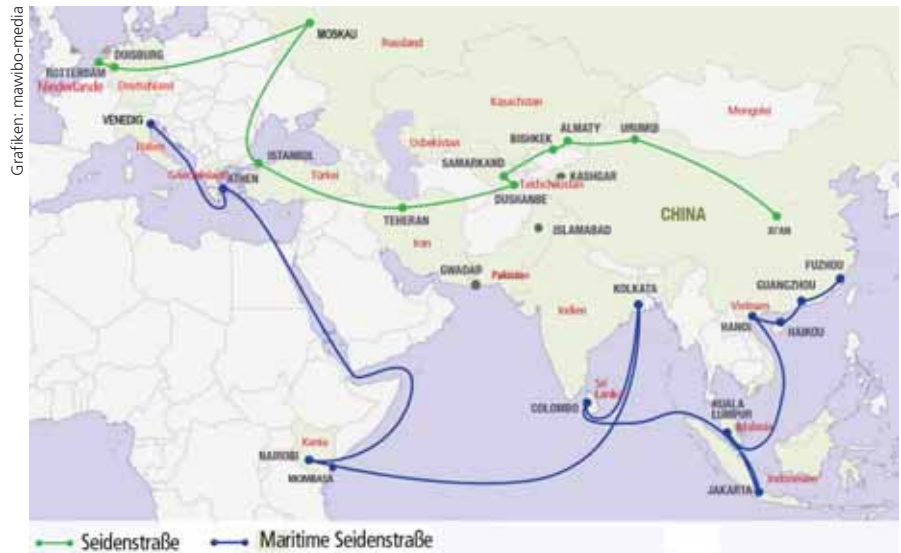 Grafiken: mawibo-media
MOSKAU
Russland
DUISBURG
ROTTERDAM
Niederlande
Deutschland
VENEDIG
Italien
Kasachstan
Mongolei
ALMATY
URUMQI
BISHKEK
Usbekistan
ISTANBUL
SAMARKAND
Griechenland
ATHEN
Türkei
KASHGAR
Tadschikistan
DUSHANBE
CHINA
TEHERAN
XI'AN
ISLAMABAD
Iran
FUZHOU
GWADAR
Pakistan
GUANGZHOU
KOLKATA
Indien
Vietnam
HANOI
HAIKOU
Sri
Lanka
COLOMBO
KUALA
LUMPUR
Malaysia
Kenia
NAIROBI
MOMBASA
JAKARTA
Indonesien
Seidenstraße
Maritime Seidenstraße